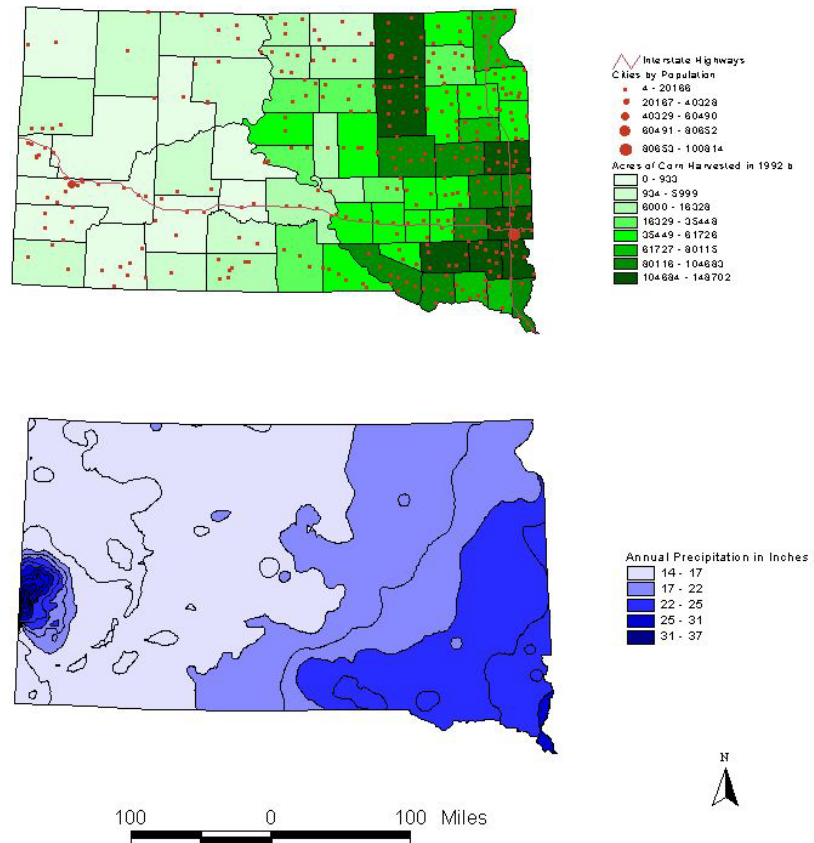 Interstate Highways
Cities by Population
4 - 20166
20167 - 40328
40329 - 60490
60491 - 80652
80653 - 100814
Acres of Corn Harvested in 1992 b
0 - 933
934 - 5999
6000 - 16328
16329 - 35448
35449 - 61726
61727 - 80115
80116 - 104683
104684 - 148702
Annual Precipitation in Inches
14 - 17
17 - 22
22 - 25
25 - 31
31 - 37
N
100 0 100 Miles